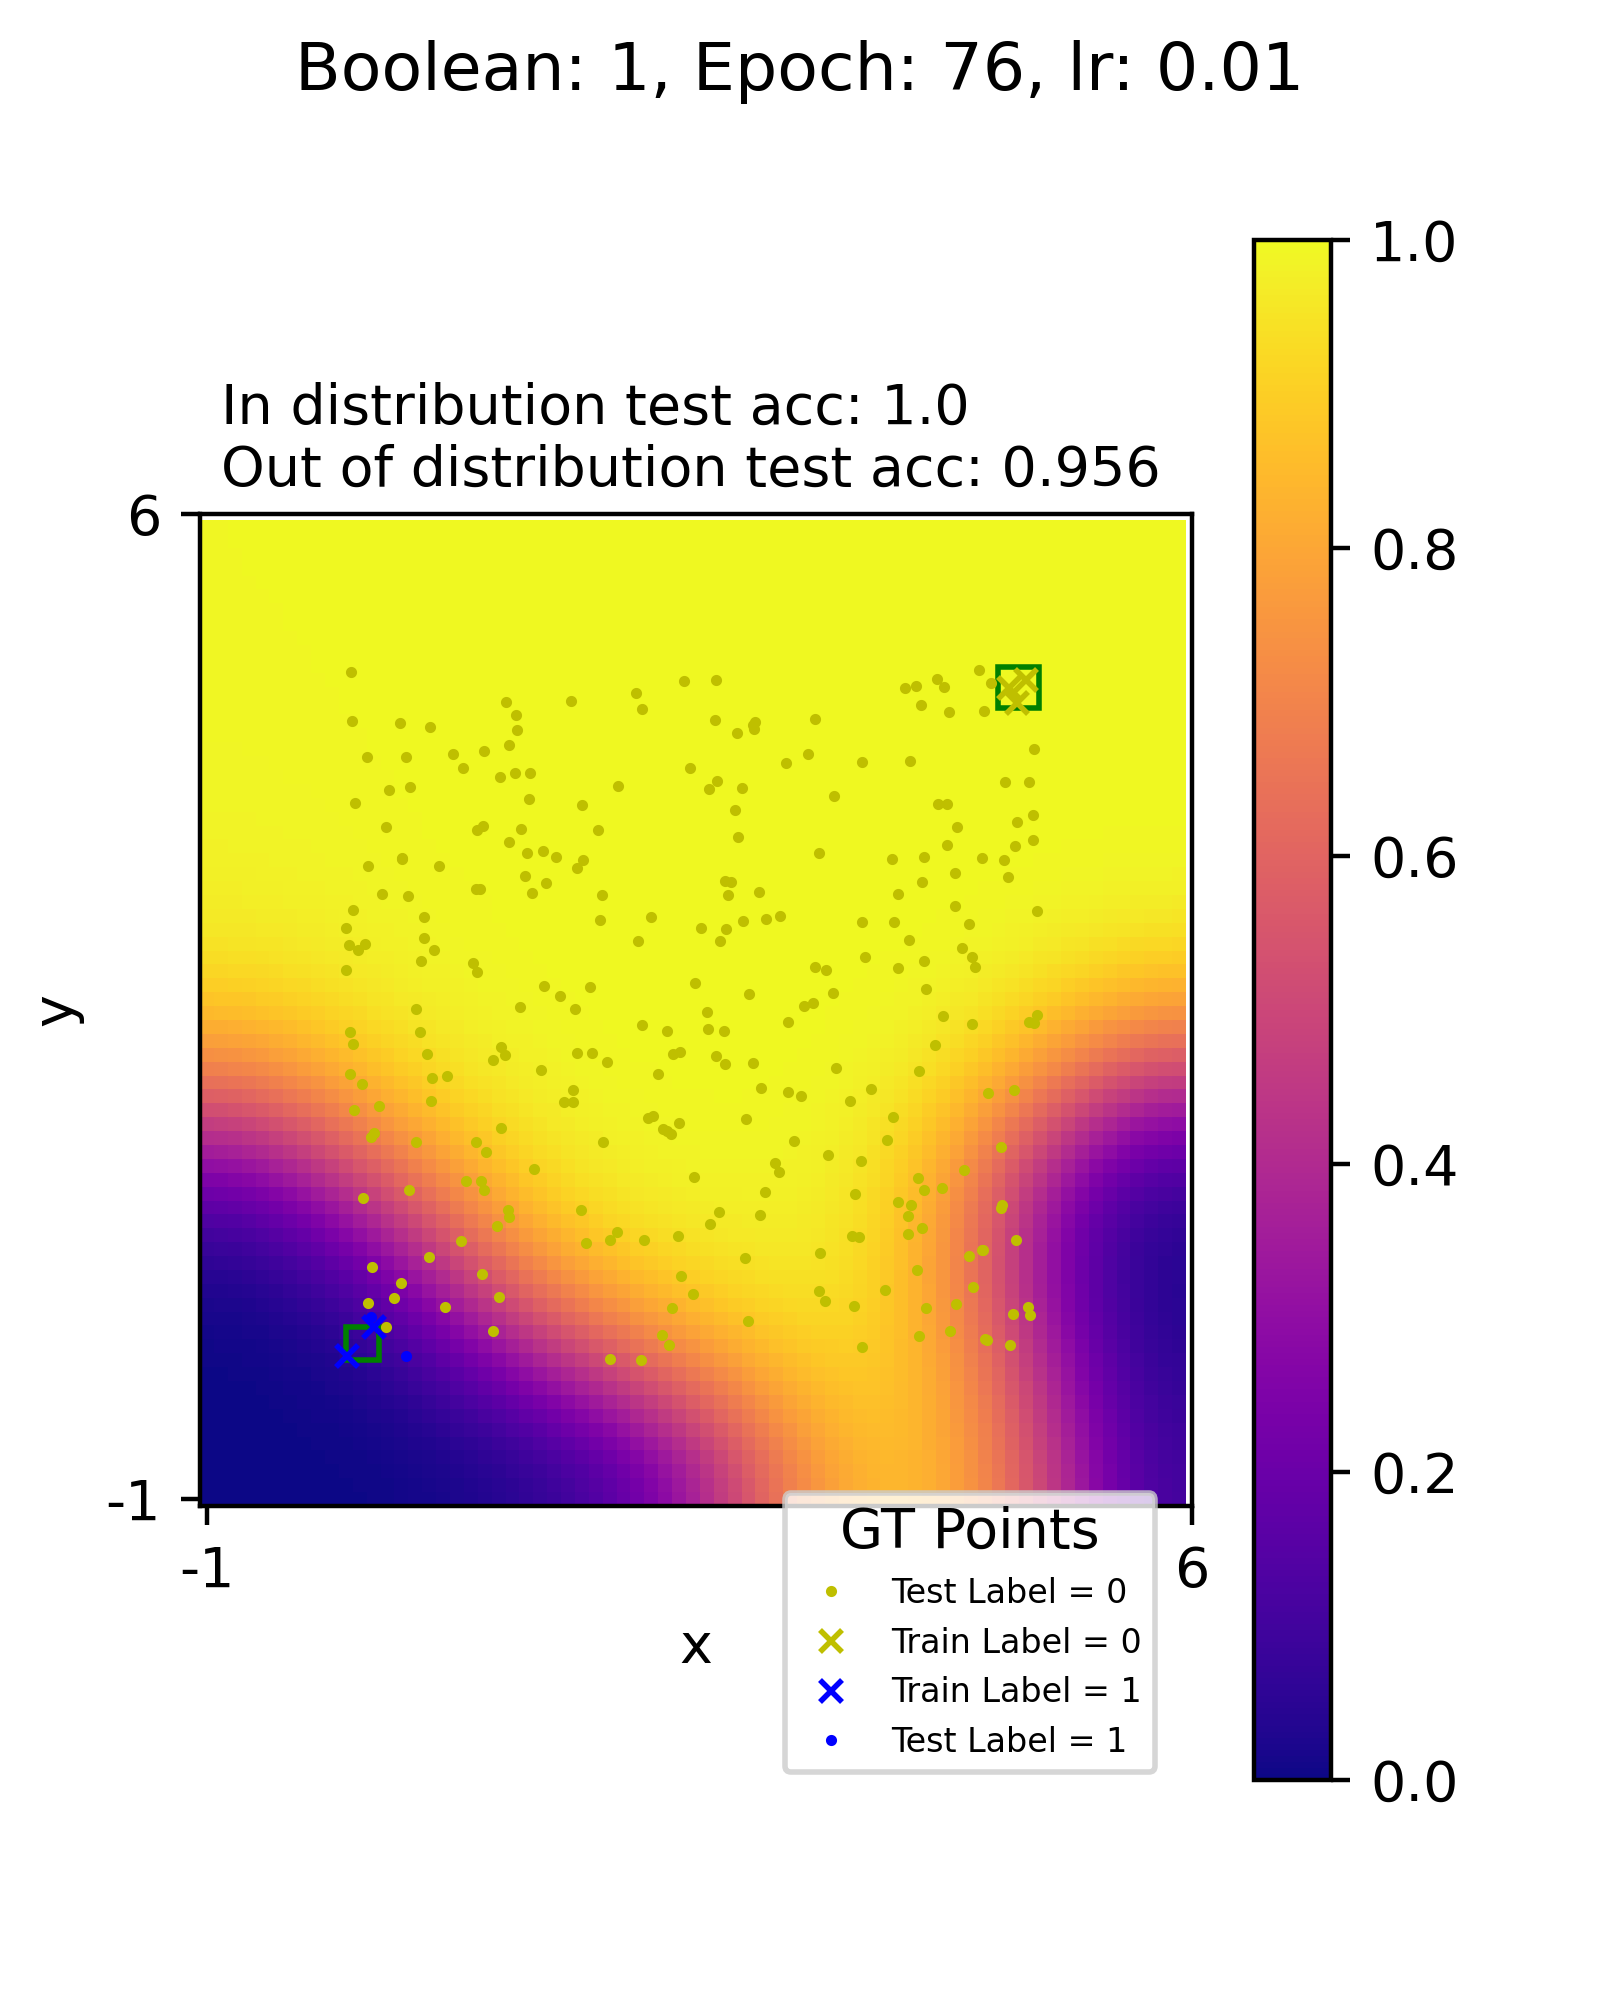 Boolean: 1, Epoch: 76, lr: 0.01
In distribution test acc: 1.0
Out of distribution test acc: 0.956
6
y
-1
-1
6
x
GT Points
Test Label = 0
Train Label = 0
Train Label = 1
Test Label = 1
1.0
0.8
0.6
0.4
0.2
0.0